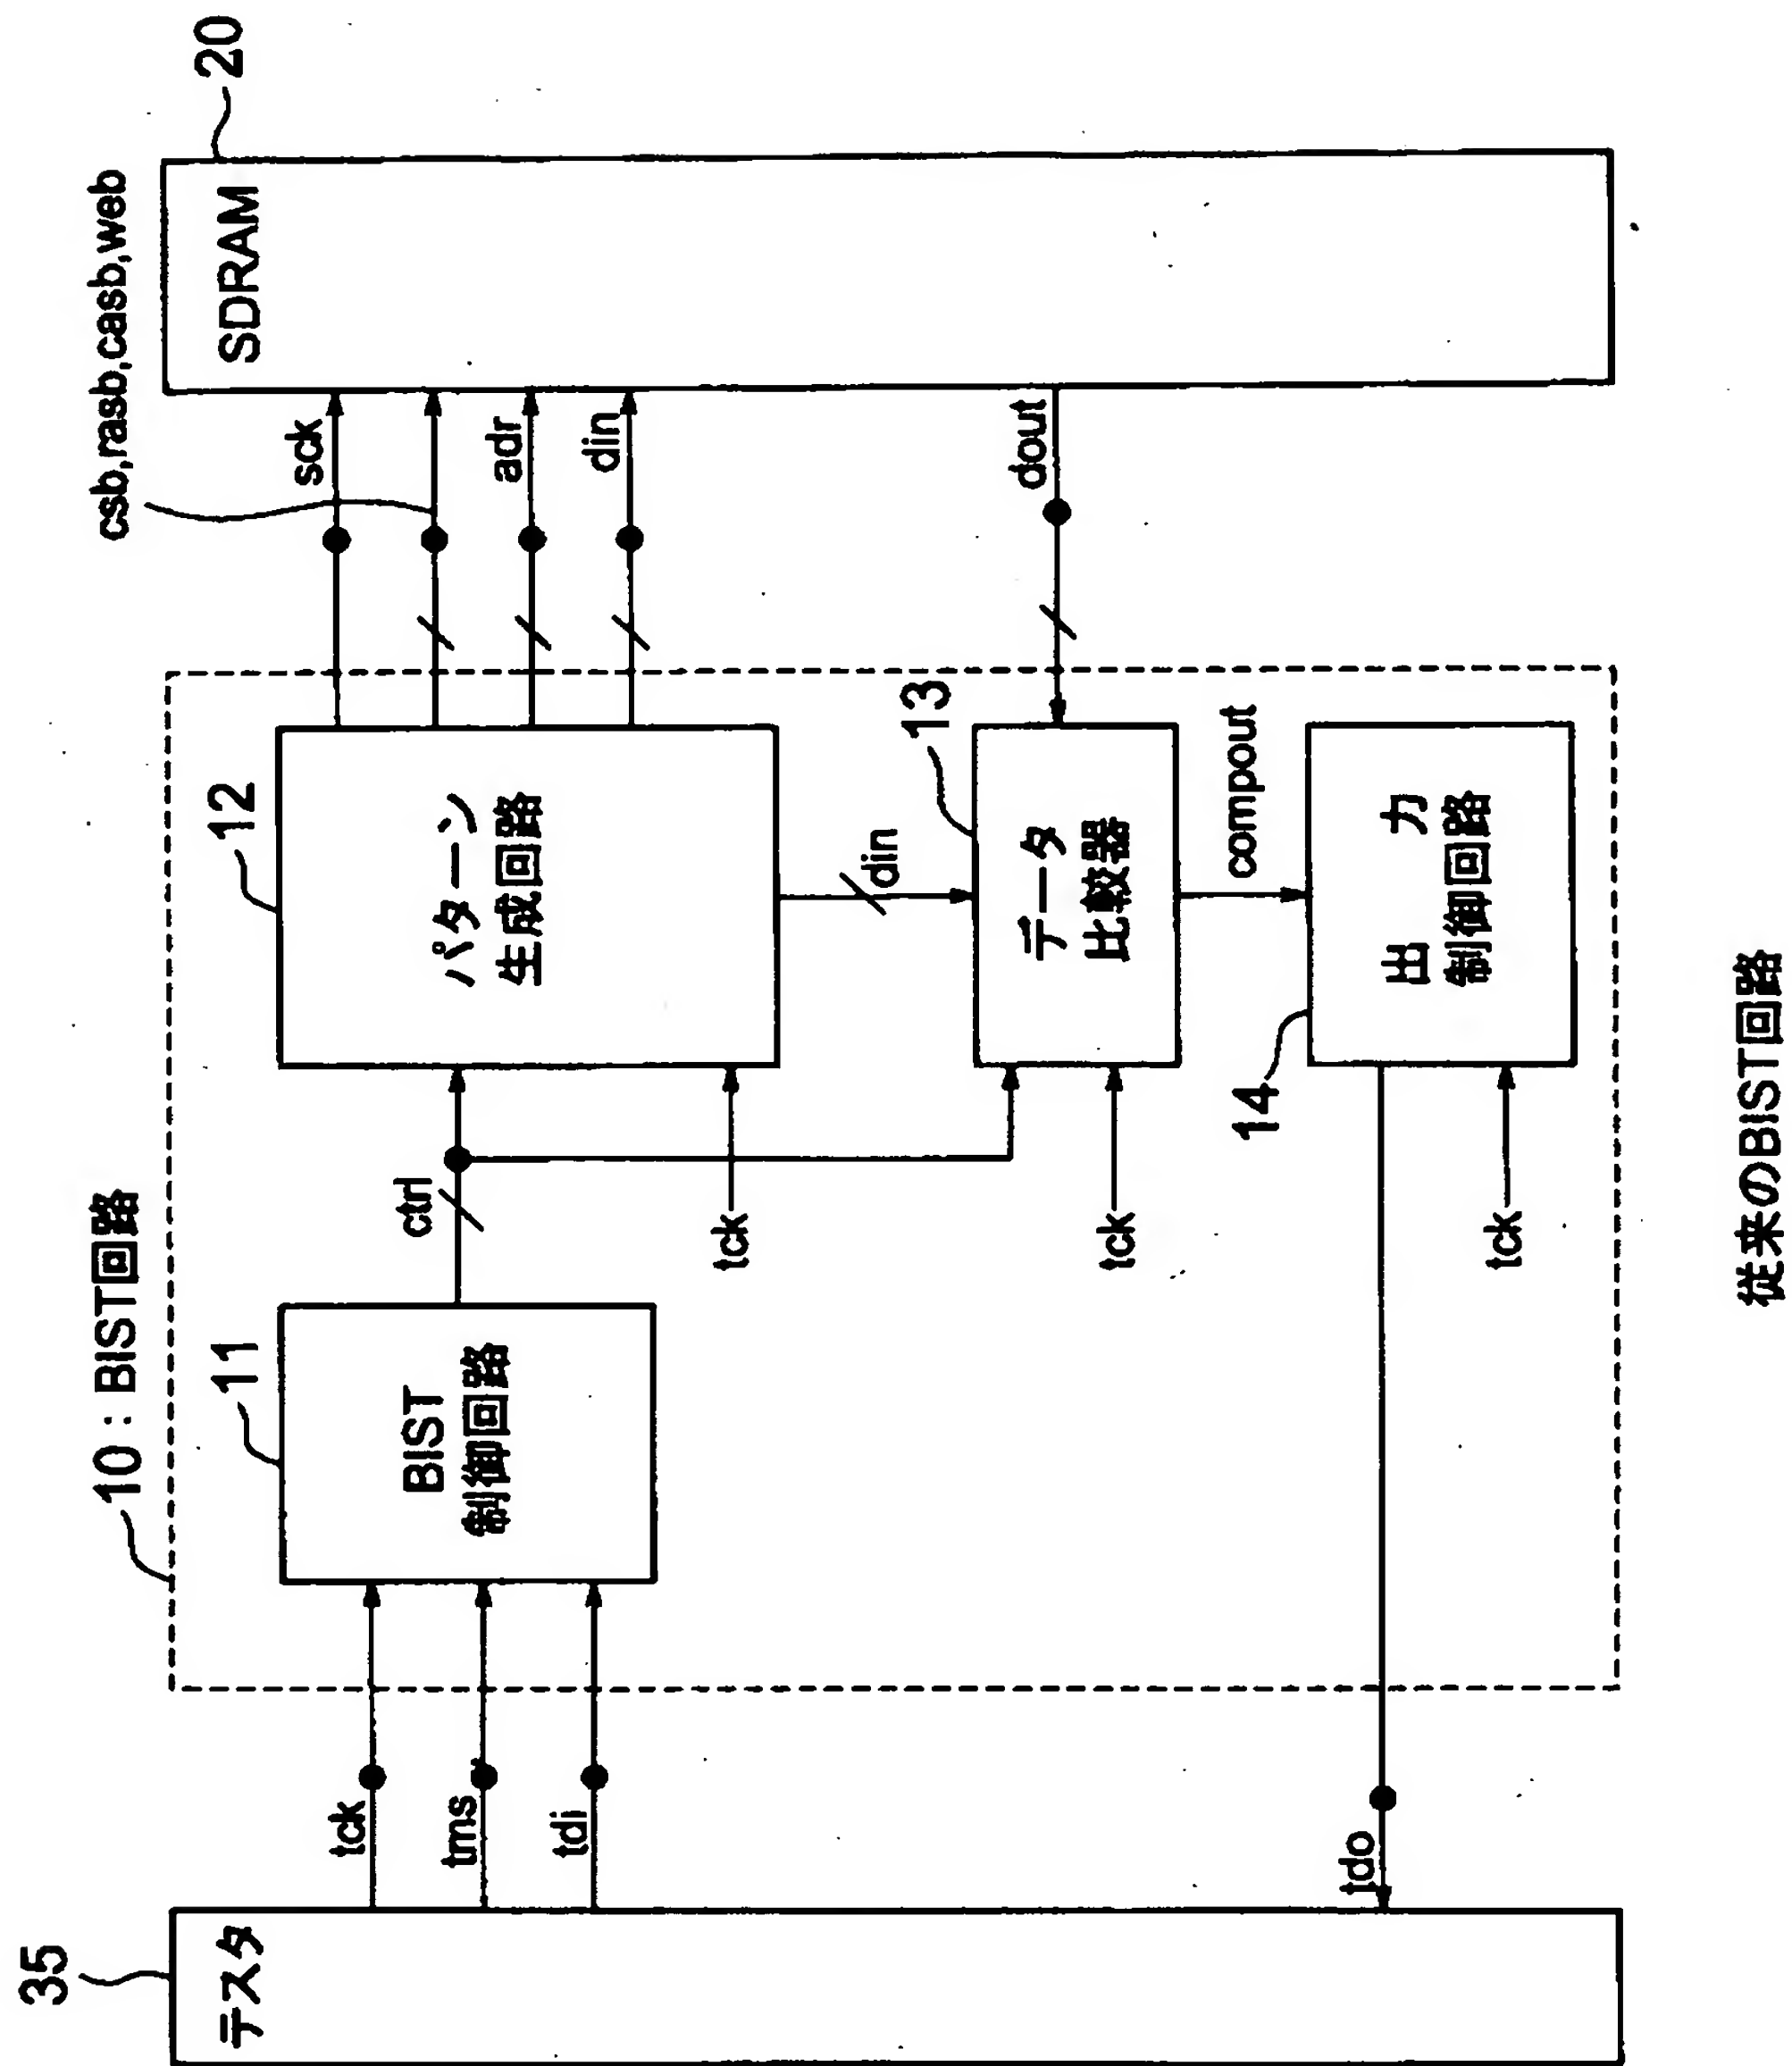 10：BIST回路
35
テスタ
tck
tms
tdi
tdo
11
BIST
制御回路
ctrl
tck
12
パターン
生成回路
din
13
データ
比較器
tck
compout
14
出力
制御回路
tck
csb,rasb,casb,web
sck
adr
din
dout
20
SDRAM
従来のBIST回路